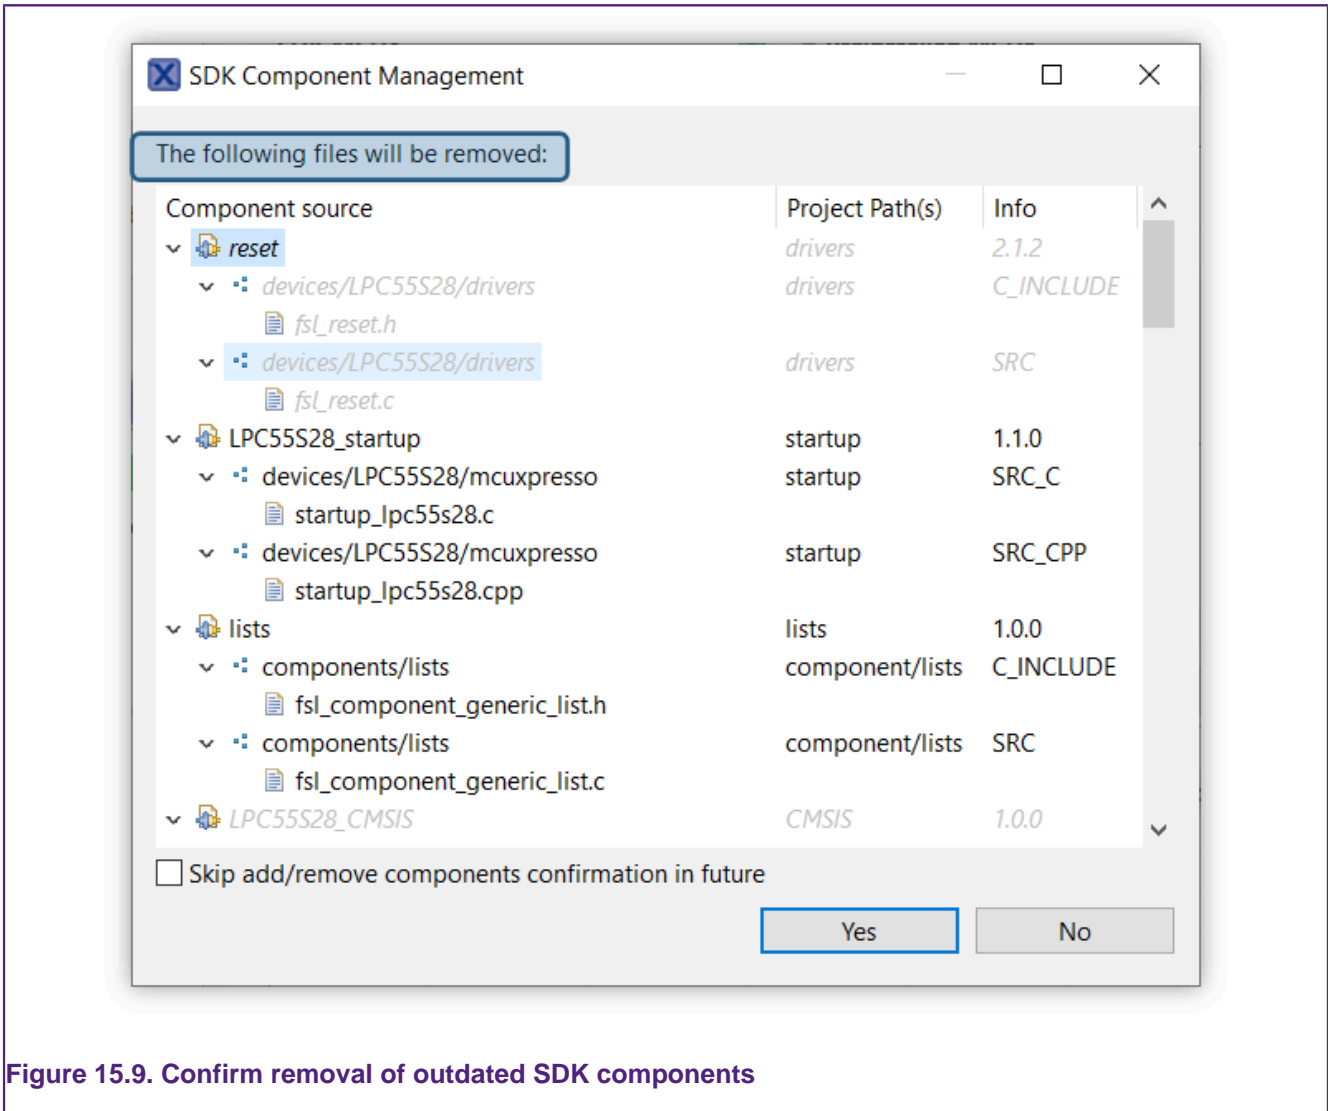 SDK Component Management
The following files will be removed:
Component source Project Path(s) Info
reset drivers 2.1.2
devices/LPC55S28/drivers drivers C_INCLUDE
fsl_reset.h
devices/LPC55S28/drivers drivers SRC
fsl_reset.c
LPC55S28_startup startup 1.1.0
devices/LPC55S28/mcuxpresso startup SRC_C
startup_lpc55s28.c
devices/LPC55S28/mcuxpresso startup SRC_CPP
startup_lpc55s28.cpp
lists lists 1.0.0
components/lists component/lists C_INCLUDE
fsl_component_generic_list.h
components/lists component/lists SRC
fsl_component_generic_list.c
LPC55S28_CMSIS CMSIS 1.0.0
Skip add/remove components confirmation in future
Yes No
Figure 15.9. Confirm removal of outdated SDK components